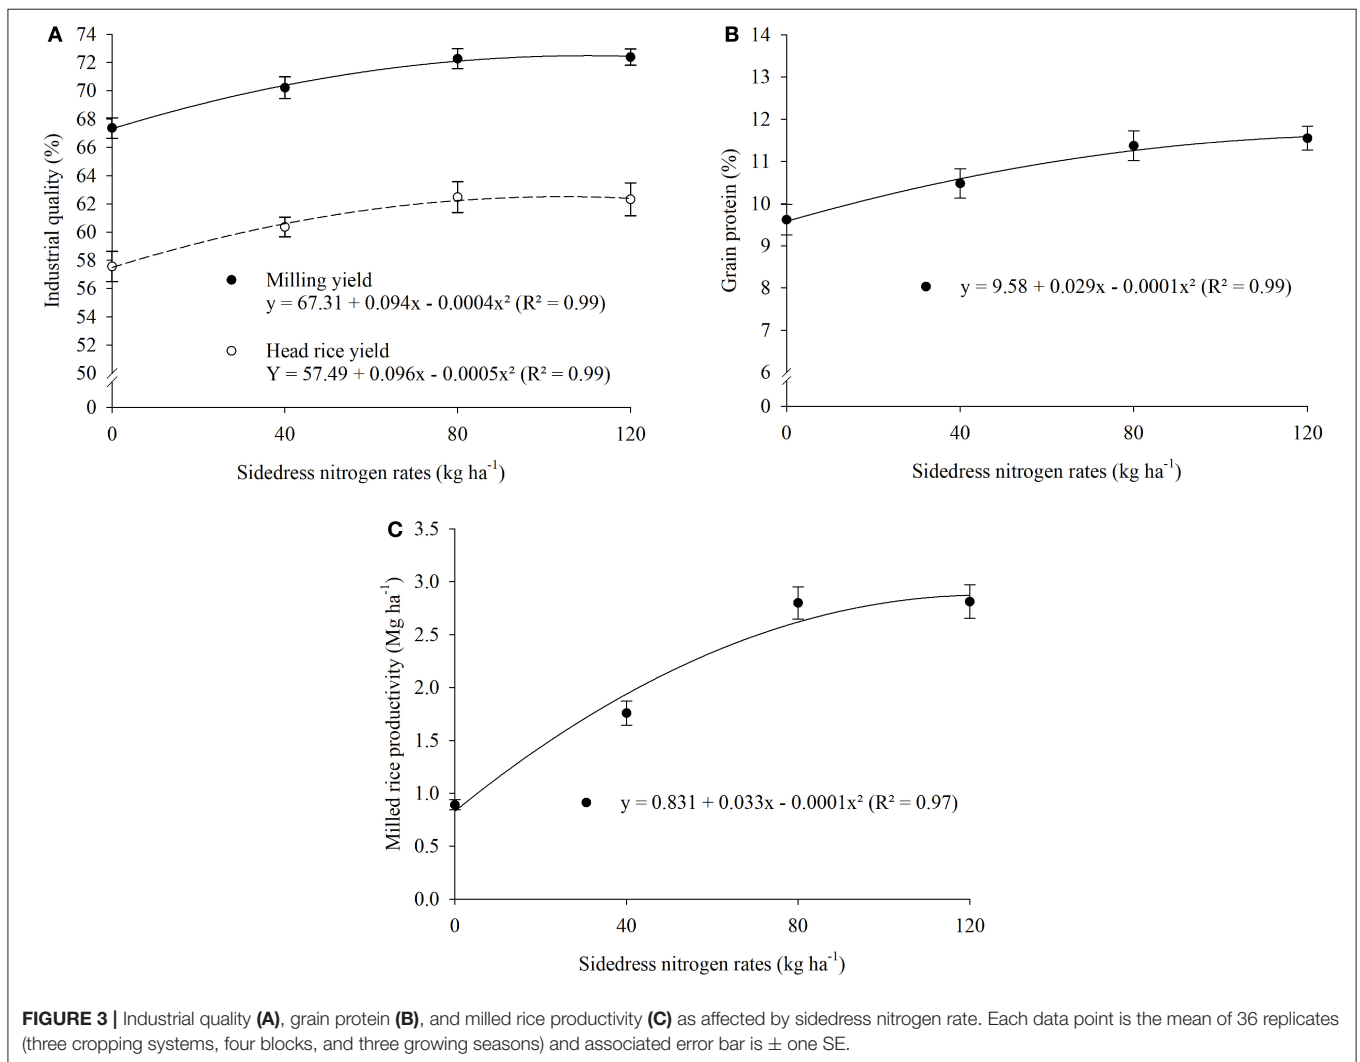 A
74
72
70
68
66
64
62
60
58
56
54
52
50
0
Industrial quality (%)
Milling yield
y = 67.31 + 0.094x - 0.0004x² (R² = 0.99)
Head rice yield
Y = 57.49 + 0.096x - 0.0005x² (R² = 0.99)
0 40 80 120
Sidedress nitrogen rates (kg ha⁻¹)
B
14
13
12
11
10
9
8
7
6
0
Grain protein (%)
y = 9.58 + 0.029x - 0.0001x² (R² = 0.99)
0 40 80 120
Sidedress nitrogen rates (kg ha⁻¹)
C
3.5
3.0
2.5
2.0
1.5
1.0
0.5
0.0
Milled rice productivity (Mg ha⁻¹)
y = 0.831 + 0.033x - 0.0001x² (R² = 0.97)
0 40 80 120
Sidedress nitrogen rates (kg ha⁻¹)
FIGURE 3 | Industrial quality (A), grain protein (B), and milled rice productivity (C) as affected by sidedress nitrogen rate. Each data point is the mean of 36 replicates
(three cropping systems, four blocks, and three growing seasons) and associated error bar is ± one SE.